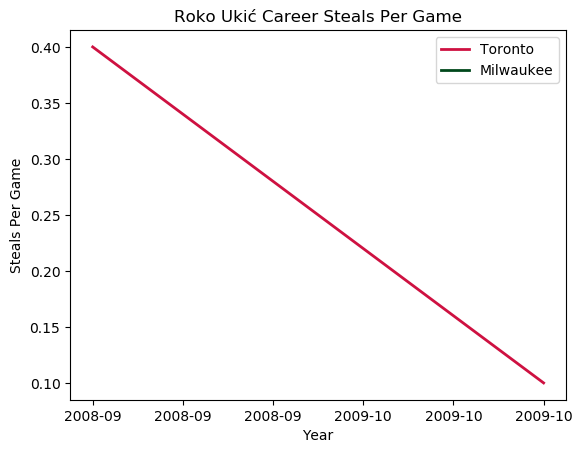 Roko Ukić Career Steals Per Game
Toronto
Milwaukee
Steals Per Game
0.40
0.35
0.30
0.25
0.20
0.15
0.10
2008-09 2008-09 2008-09 2009-10 2009-10 2009-10
Year